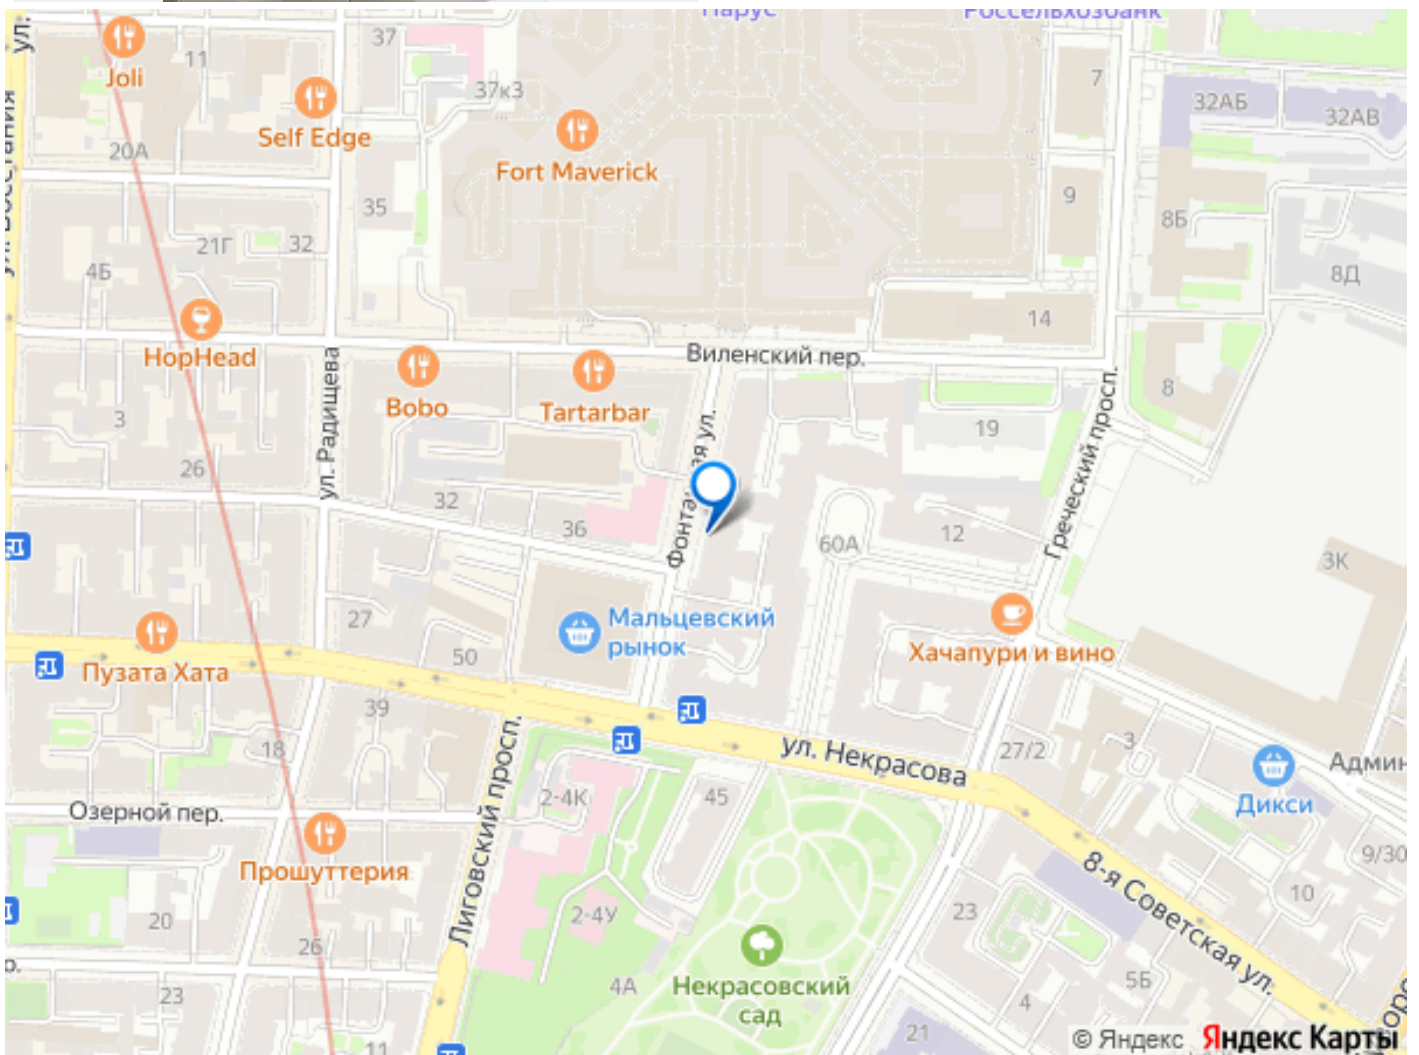 Парус
Россельхозбанк
ул.
Joli
11
37
37к3
7
32АБ
32АВ
Self Edge
20А
Fort Maverick
ул. Восстания
35
9
8Б
21Г
32
4Б
8Д
14
HopHead
Виленский пер.
Bobo
Tartarbar
8
3
ул. Радищева
19
Греческий просп.
26
32
36
60А
12
3К
27
Мальцевский
рынок
Хачапури и вино
Пузата Хата
50
39
18
ул. Некрасова
27/2
3
Админ
Дикси
Озерной пер.
2-4К
45
Прошуттерия
Лиговский просп.
8-я Советская ул.
9/30
10
20
2-4У
23
26
5Б
4А
Некрасовский
сад
4
р.
23
11
21
© Яндекс Яндекс Карты